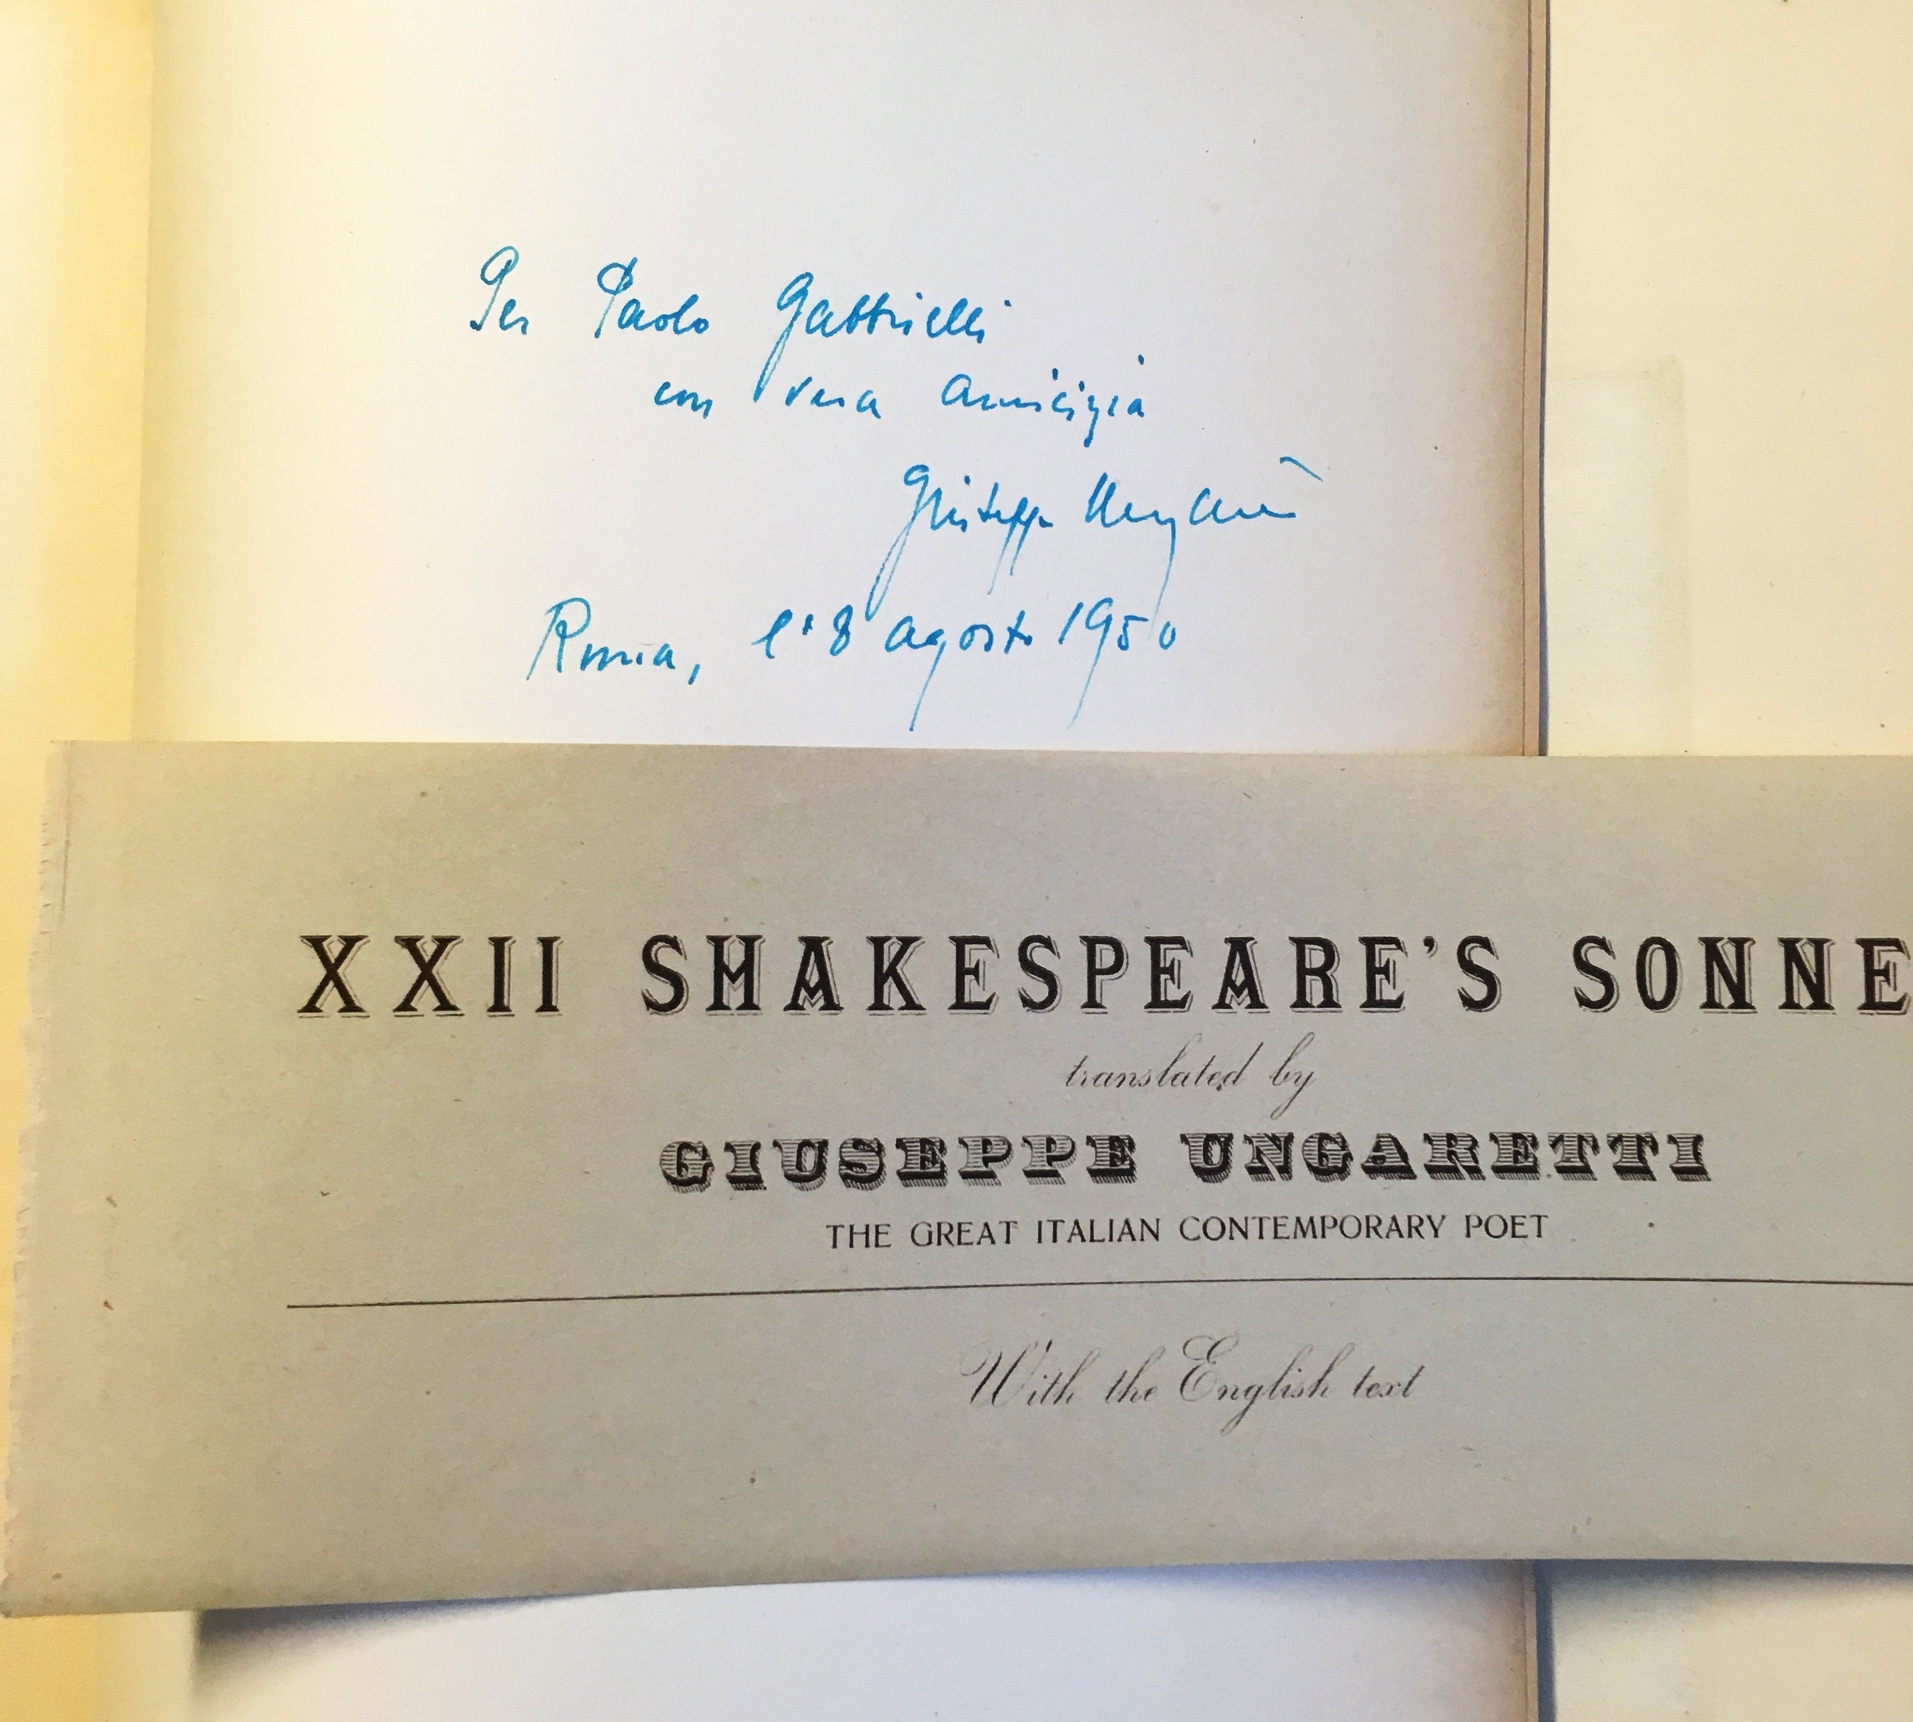 Per Paolo Gabbrielli
con vera amicizia
Giuseppe Ungaretti
Roma, l'8 agosto 1950
XXII SHAKESPEARE'S SONNE
translated by
GIUSEPPE UNGARETTI
THE GREAT ITALIAN CONTEMPORARY POET
With the English text